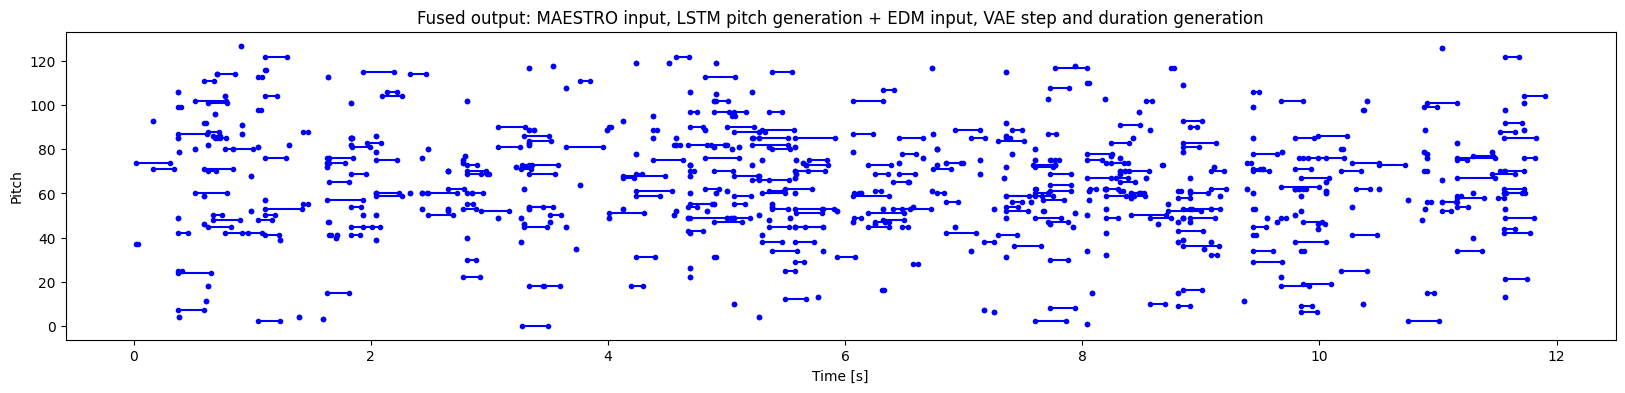 Fused output: MAESTRO input, LSTM pitch generation + EDM input, VAE step and duration generation
Pitch
120
100
80
60
40
20
0
0 2 4 6 8 10 12
Time [s]